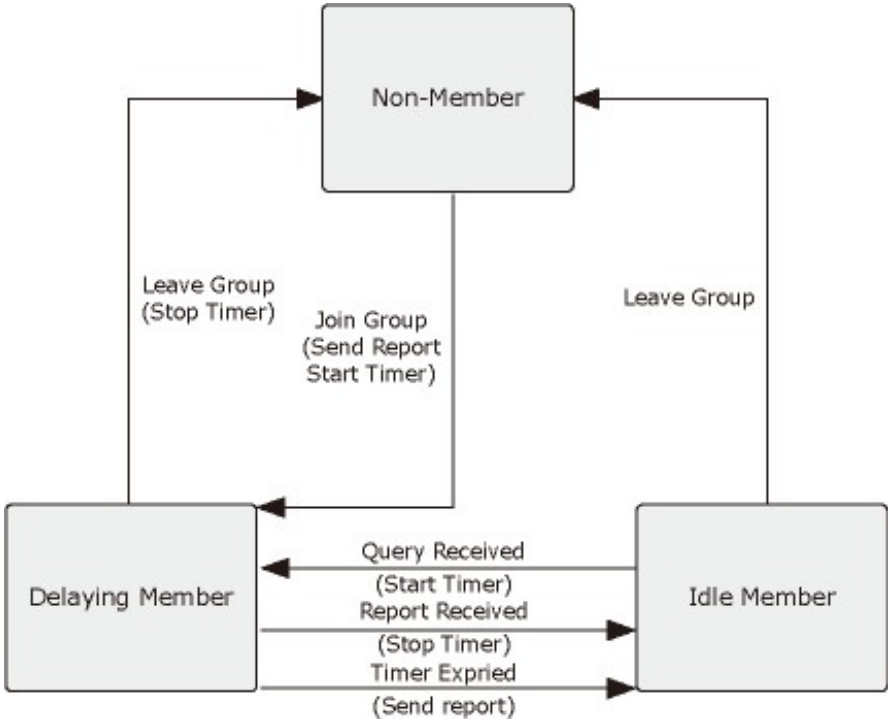 Non-Member
Leave Group
(Stop Timer)
Join Group
(Send Report
Start Timer)
Leave Group
Delaying Member
Query Received
(Start Timer)
Report Received
(Stop Timer)
Timer Expried
(Send report)
Idle Member